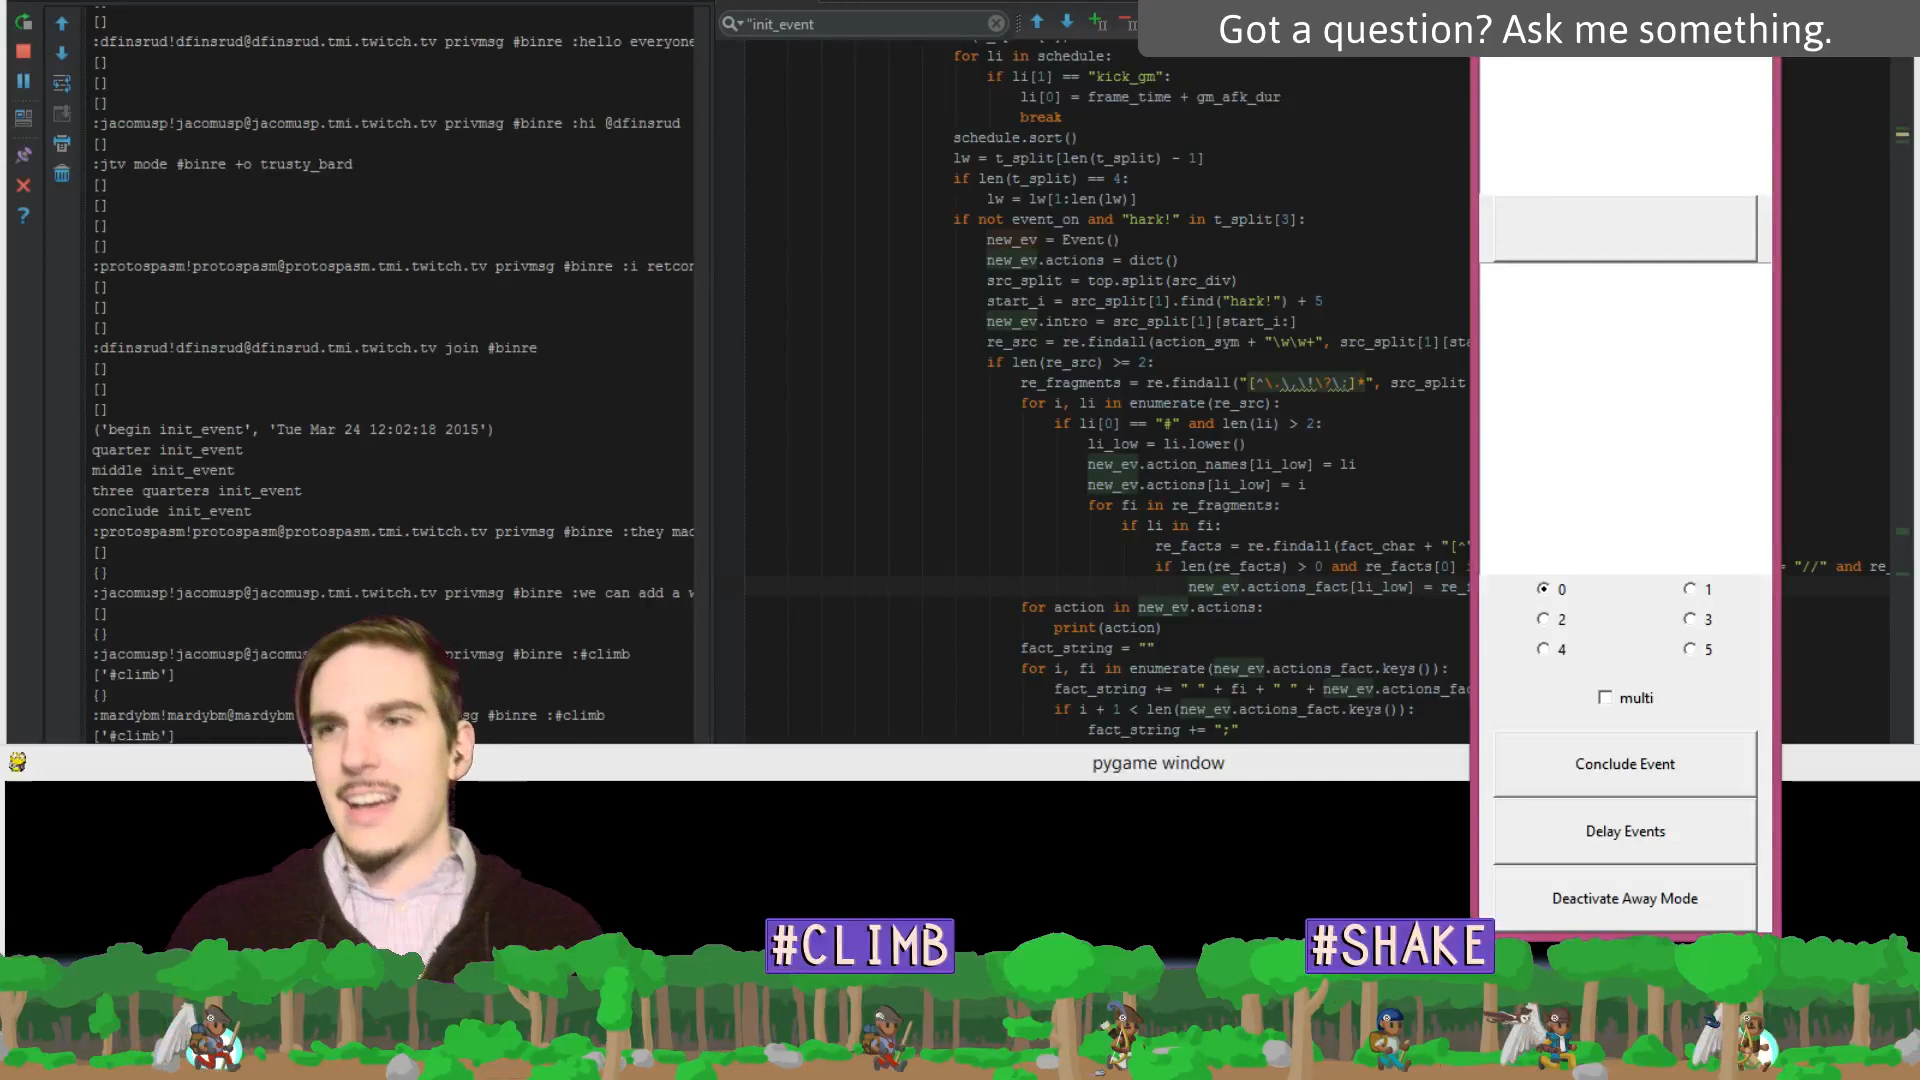 []
:dfinsrud!dfinsrud@dfinsrud.tmi.twitch.tv privmsg #binre :hello everyone
[]
[]
[]
:jacomusp!jacomusp@jacomusp.tmi.twitch.tv privmsg #binre :hi @dfinsrud
[]
:jtv mode #binre +o trusty_bard
[]
[]
[]
[]
:protospasm!protospasm@protospasm.tmi.twitch.tv privmsg #binre :i retcon
[]
[]
[]
:dfinsrud!dfinsrud@dfinsrud.tmi.twitch.tv join #binre
[]
[]
[]
('begin init_event', 'Tue Mar 24 12:02:18 2015')
quarter init_event
middle init_event
three quarters init_event
conclude init_event
:protospasm!protospasm@protospasm.tmi.twitch.tv privmsg #binre :they mad
[]
{}
:jacomusp!jacomusp@jacomusp.tmi.twitch.tv privmsg #binre :we can add a w
[]
{}
:jacomusp!jacomusp@jacomu privmsg #binre :#climb
['#climb']
{}
:mardybm!mardybm@mardybm sg #binre :#climb
['#climb']
"init_event
Got a question? Ask me something.
for li in schedule:
if li[1] == "kick_gm":
li[0] = frame_time + gm_afk_dur
break
schedule.sort()
lw = t_split[len(t_split) - 1]
if len(t_split) == 4:
lw = lw[1:len(lw)]
if not event_on and "hark!" in t_split[3]:
new_ev = Event()
new_ev.actions = dict()
src_split = top.split(src_div)
start_i = src_split[1].find("hark!") + 5
new_ev.intro = src_split[1][start_i:]
re_src = re.findall(action_sym + "\w\w+", src_split[1][sta
if len(re_src) >= 2:
re_fragments = re.findall("[^\.\,\!\?\;]*", src_split
for i, li in enumerate(re_src):
if li[0] == "#" and len(li) > 2:
li_low = li.lower()
new_ev.action_names[li_low] = li
new_ev.actions[li_low] = i
for fi in re_fragments:
if li in fi:
re_facts = re.findall(fact_char + "[^"
if len(re_facts) > 0 and re_facts[0] = "//" and re_
new_ev.actions_fact[li_low] = re_f
for action in new_ev.actions:
print(action)
fact_string = ""
for i, fi in enumerate(new_ev.actions_fact.keys()):
fact_string += " " + fi + " " + new_ev.actions_fac
if i + 1 < len(new_ev.actions_fact.keys()):
fact_string += ";"
0 1
2 3
4 5
multi
Conclude Event
Delay Events
Deactivate Away Mode
pygame window
#CLIMB
#SHAKE